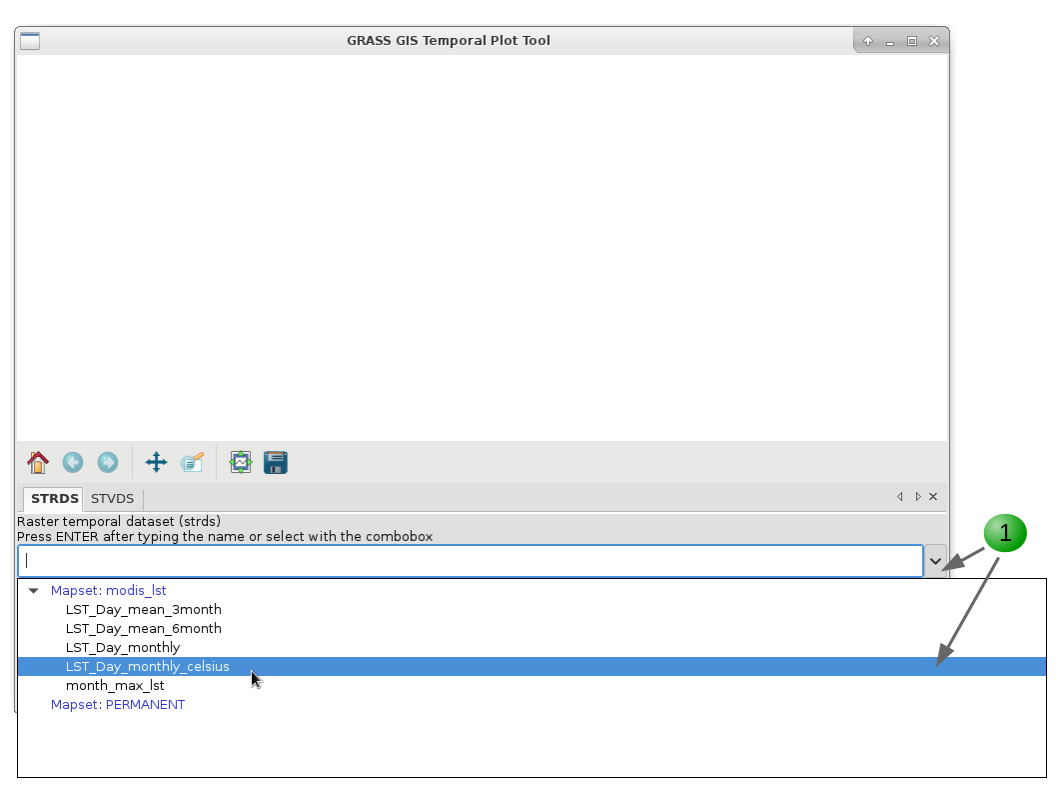 GRASS GIS Temporal Plot Tool
STRDS STVDS
Raster temporal dataset (strds)
Press ENTER after typing the name or select with the combobox
1
Mapset: modis_lst
LST_Day_mean_3month
LST_Day_mean_6month
LST_Day_monthly
LST_Day_monthly_celsius
month_max_lst
Mapset: PERMANENT